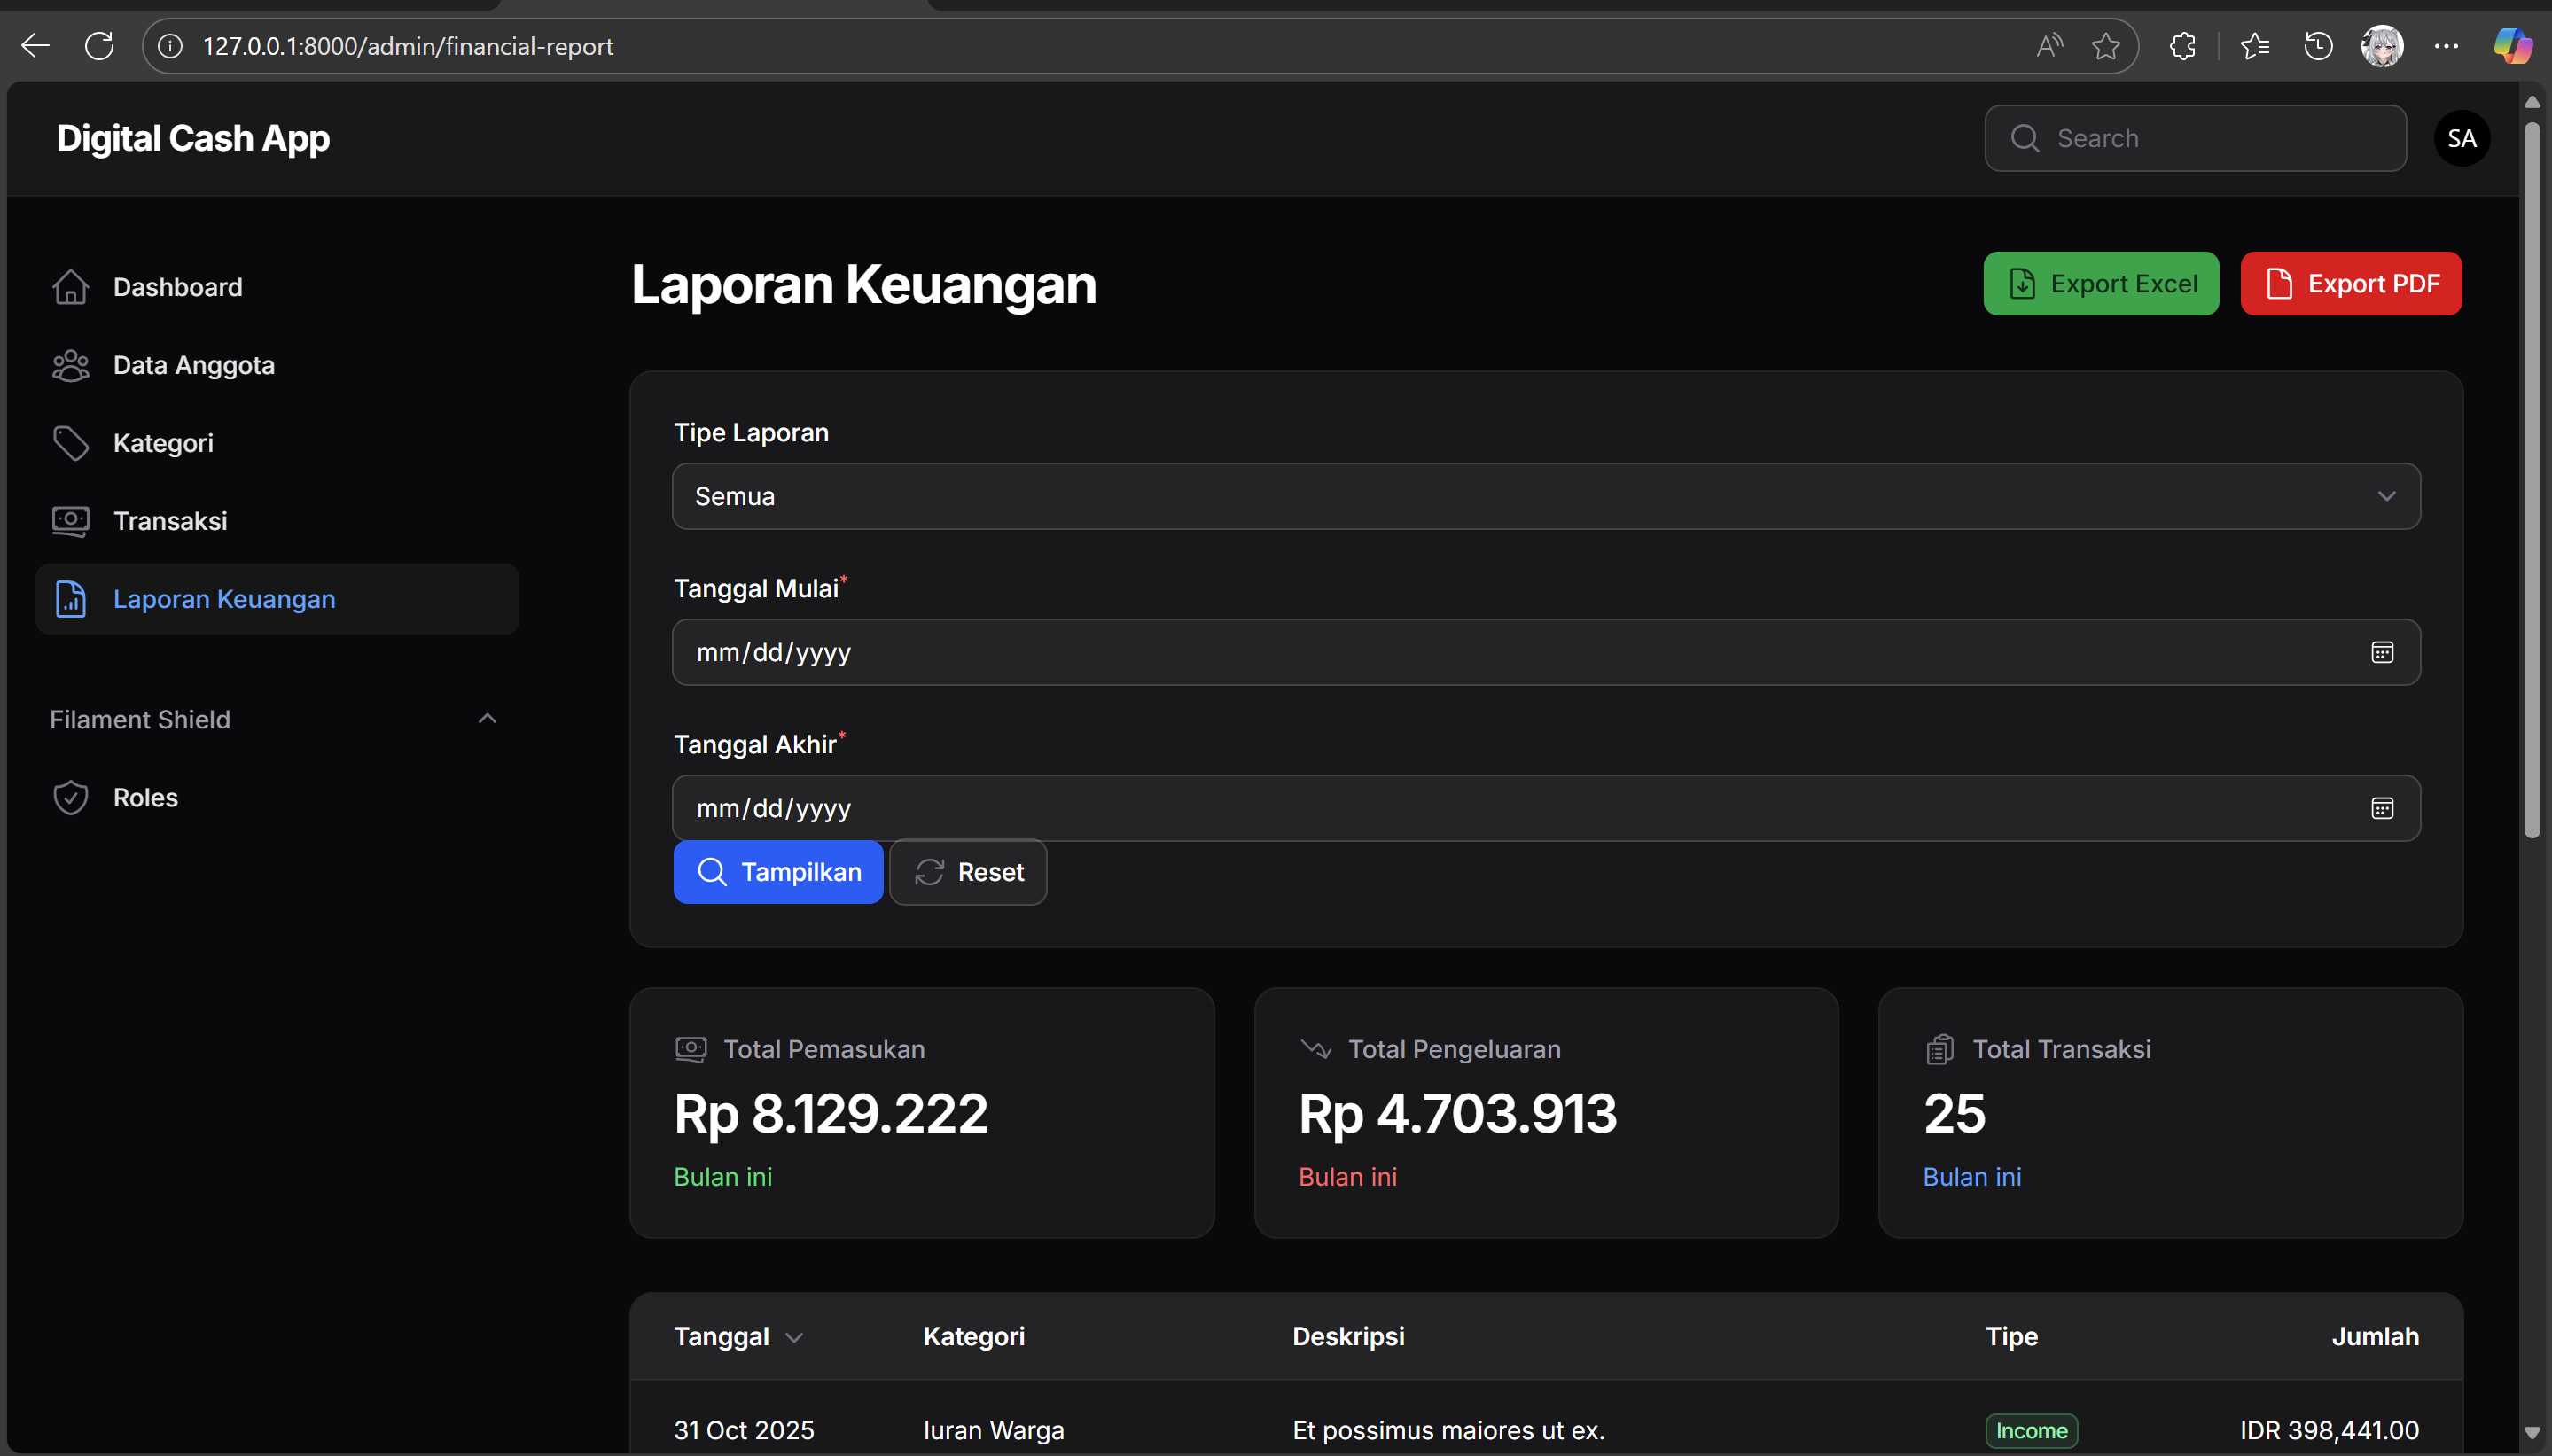 127.0.0.1:8000/admin/financial-report
Digital Cash App
Search
SA
Dashboard
Data Anggota
Kategori
Transaksi
Laporan Keuangan
Filament Shield
Roles
Laporan Keuangan
Export Excel
Export PDF
Tipe Laporan
Semua
Tanggal Mulai*
mm/dd/yyyy
Tanggal Akhir*
mm/dd/yyyy
Tampilkan
Reset
Total Pemasukan
Rp 8.129.222
Bulan ini
Total Pengeluaran
Rp 4.703.913
Bulan ini
Total Transaksi
25
Bulan ini
Tanggal Kategori Deskripsi Tipe Jumlah
31 Oct 2025 Iuran Warga Et possimus maiores ut ex. Income IDR 398,441.00